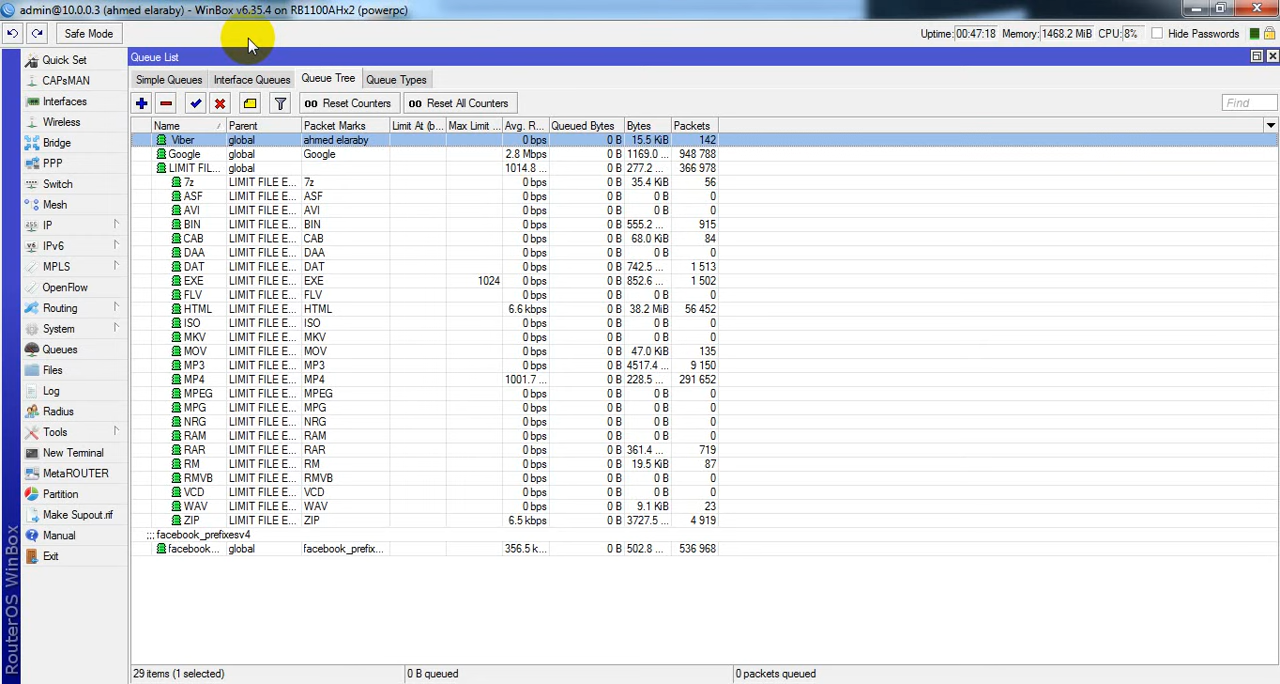 admin@10.0.0.3 (ahmed elaraby) - WinBox v6.35.4 on RB1100AHx2 (powerpc)
Safe Mode Uptime: 00:47:18 Memory: 1468.2 MiB CPU: 8% Hide Passwords
Quick Set
CAPsMAN
Interfaces
Wireless
Bridge
PPP
Switch
Mesh
IP
IPv6
MPLS
OpenFlow
Routing
System
Queues
Files
Log
Radius
Tools
New Terminal
MetaROUTER
Partition
Make Supout.rif
Manual
Exit
RouterOS WinBox
Queue List
Simple Queues Interface Queues Queue Tree Queue Types
00 Reset Counters 00 Reset All Counters Find
Name Parent Packet Marks Limit At (b... Max Limit ... Avg. R... Queued Bytes Bytes Packets
Viber global ahmed elaraby 0 bps 0 B 15.5 KiB 142
Google global Google 2.8 Mbps 0 B 1169.0 ... 948 788
LIMIT FIL... global 1014.8 ... 0 B 277.2 ... 366 978
7z LIMIT FILE E... 7z 0 bps 0 B 35.4 KiB 56
ASF LIMIT FILE E... ASF 0 bps 0 B 0 B 0
AVI LIMIT FILE E... AVI 0 bps 0 B 0 B 0
BIN LIMIT FILE E... BIN 0 bps 0 B 555.2 ... 915
CAB LIMIT FILE E... CAB 0 bps 0 B 68.0 KiB 84
DAA LIMIT FILE E... DAA 0 bps 0 B 0 B 0
DAT LIMIT FILE E... DAT 0 bps 0 B 742.5 ... 1 513
EXE LIMIT FILE E... EXE 1024 0 bps 0 B 852.6 ... 1 502
FLV LIMIT FILE E... FLV 0 bps 0 B 0 B 0
HTML LIMIT FILE E... HTML 6.6 kbps 0 B 38.2 MiB 56 452
ISO LIMIT FILE E... ISO 0 bps 0 B 0 B 0
MKV LIMIT FILE E... MKV 0 bps 0 B 0 B 0
MOV LIMIT FILE E... MOV 0 bps 0 B 47.0 KiB 135
MP3 LIMIT FILE E... MP3 0 bps 0 B 4517.4 ... 9 150
MP4 LIMIT FILE E... MP4 1001.7 ... 0 B 228.5 ... 291 652
MPEG LIMIT FILE E... MPEG 0 bps 0 B 0 B 0
MPG LIMIT FILE E... MPG 0 bps 0 B 0 B 0
NRG LIMIT FILE E... NRG 0 bps 0 B 0 B 0
RAM LIMIT FILE E... RAM 0 bps 0 B 0 B 0
RAR LIMIT FILE E... RAR 0 bps 0 B 361.4 ... 719
RM LIMIT FILE E... RM 0 bps 0 B 19.5 KiB 87
RMVB LIMIT FILE E... RMVB 0 bps 0 B 0 B 0
VCD LIMIT FILE E... VCD 0 bps 0 B 0 B 0
WAV LIMIT FILE E... WAV 0 bps 0 B 9.1 KiB 23
ZIP LIMIT FILE E... ZIP 6.5 kbps 0 B 3727.5 ... 4 919
;;; facebook_prefixesv4
facebook... global facebook_prefix... 356.5 k... 0 B 502.8 ... 536 968
29 items (1 selected) 0 B queued 0 packets queued